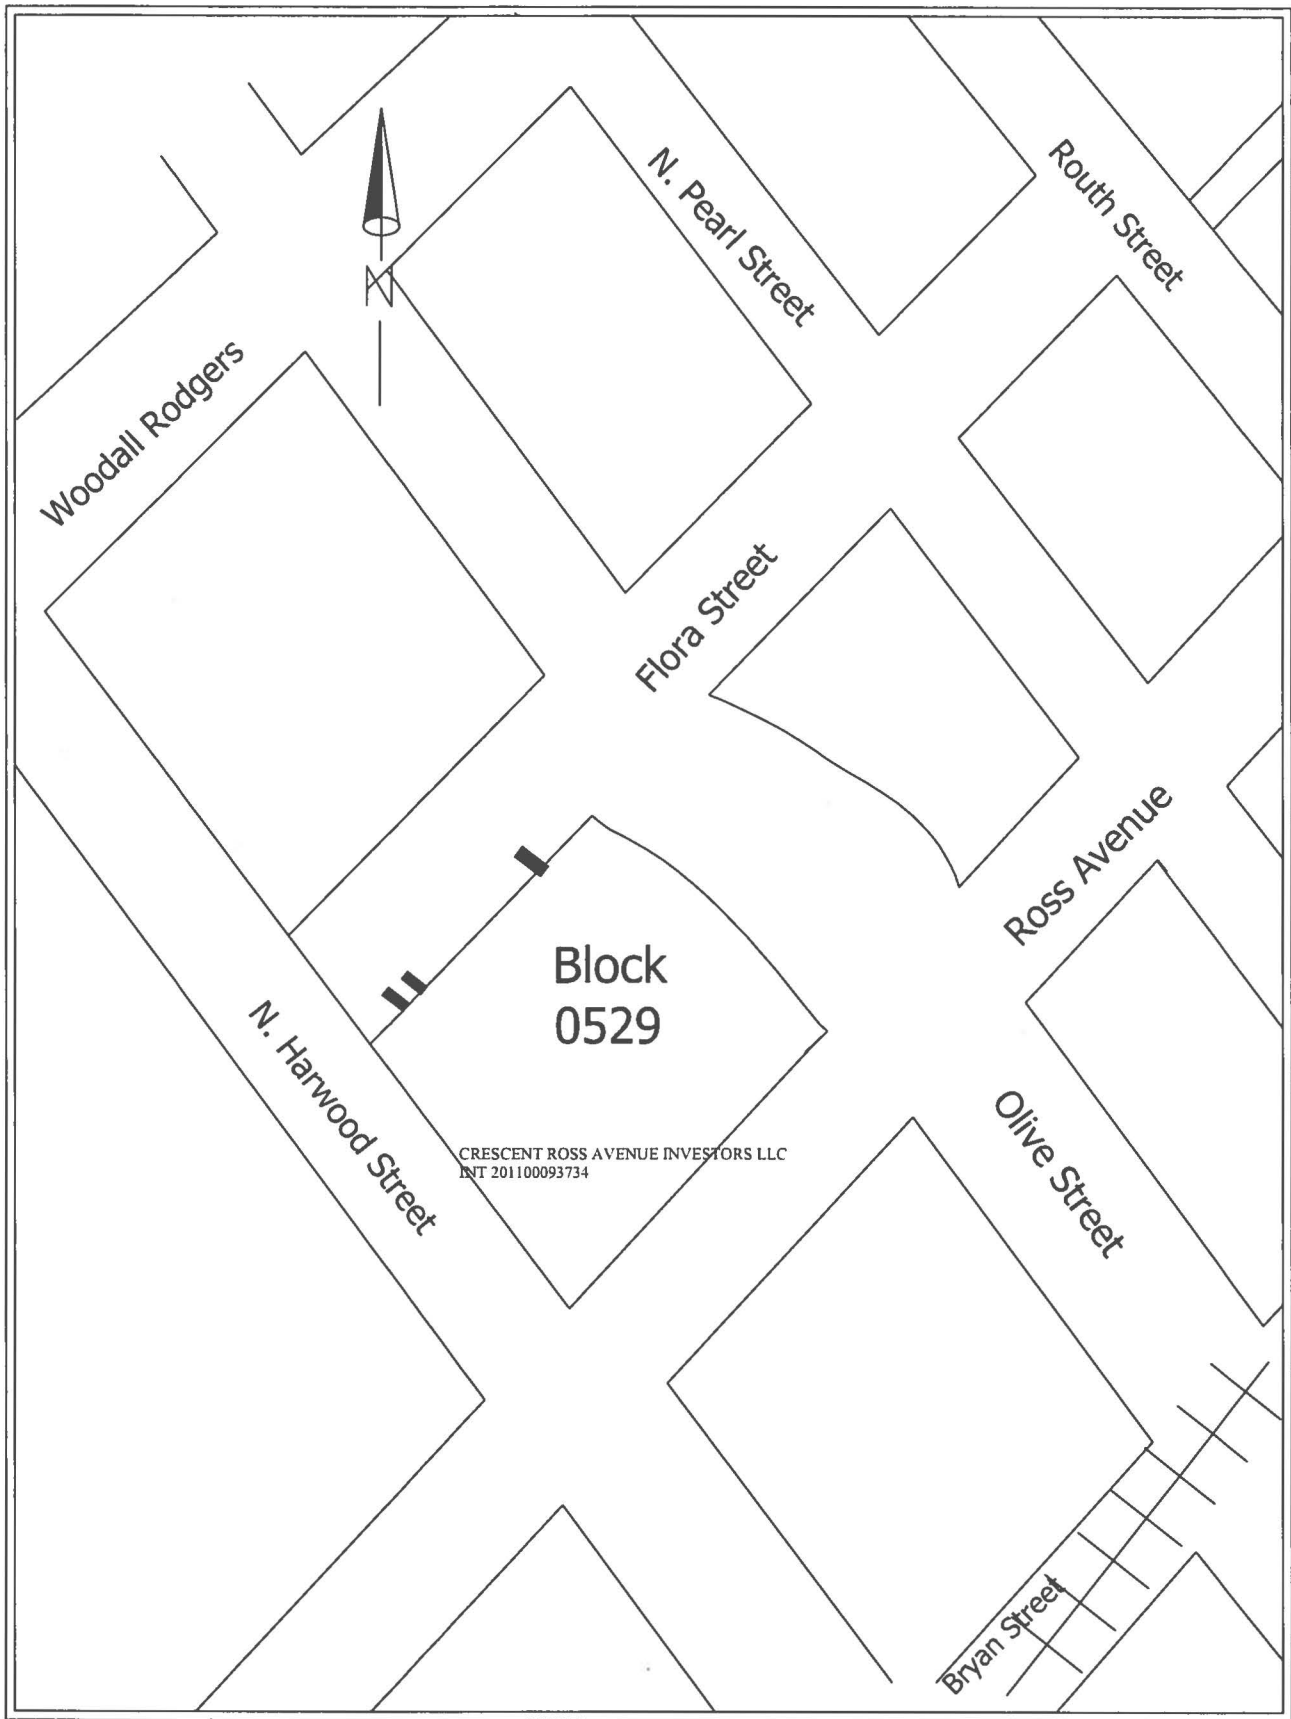 N
N. Pearl Street
Routh Street
Woodall Rodgers
Flora Street
Ross Avenue
Block
0529
N. Harwood Street
CRESCENT ROSS AVENUE INVESTORS LLC
INT 201100093734
Olive Street
Bryan Street